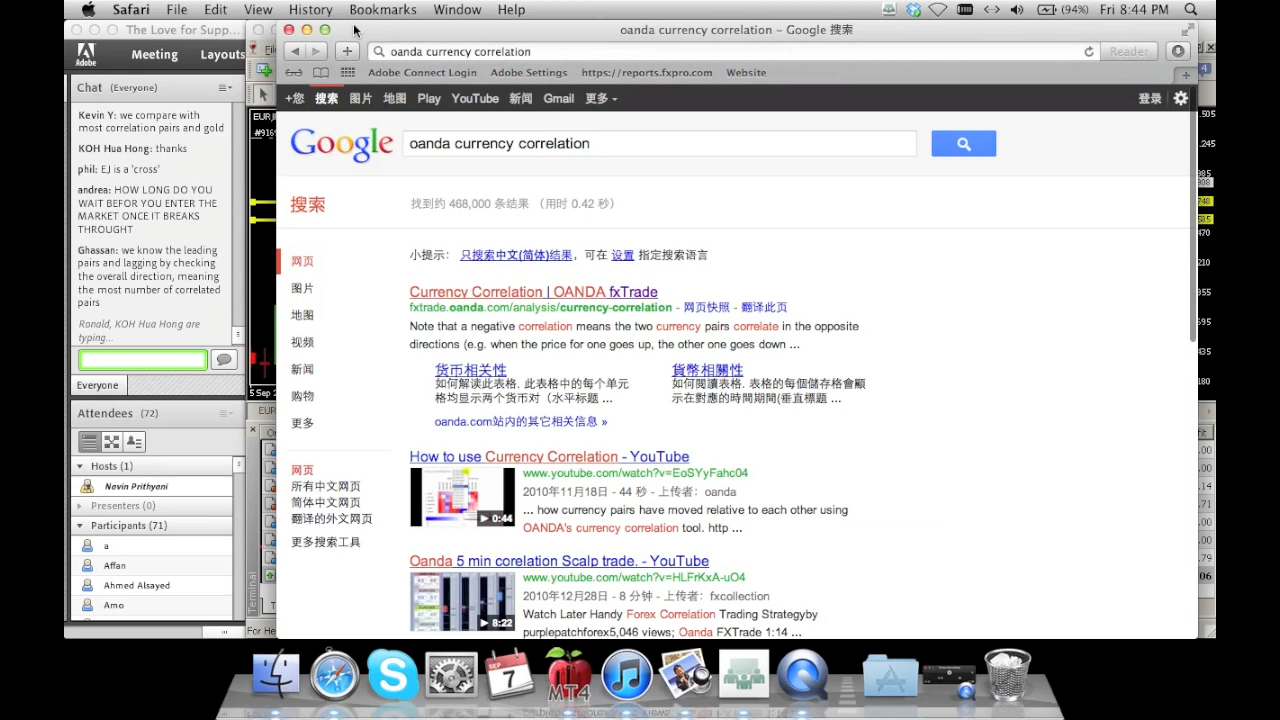 Safari File Edit View History Bookmarks Window Help
(94%) Fri 8:44 PM
The Love for Supp...
oanda currency correlation – Google 搜索
Adobe
Meeting Layouts
oanda currency correlation
Reader
Adobe Connect Login Adobe Settings https://reports.fxpro.com Website
Chat (Everyone)
Kevin Y: we compare with
most correlation pairs and gold
KOH Hua Hong: thanks
phil: EJ is a 'cross'
andrea: HOW LONG DO YOU
WAIT BEFOR YOU ENTER THE
MARKET ONCE IT BREAKS
THROUGHT
Ghassan: we know the leading
pairs and lagging by checking
the overall direction, meaning
the most number of correlated
pairs
Ronald, KOH Hua Hong are
typing...
Everyone
Attendees (72)
Hosts (1)
Nevin Prithyani
Presenters (0)
Participants (71)
a
Affan
Ahmed Alsayed
Amo
+您 搜索 图片 地图 Play YouTube 新闻 Gmail 更多
登录
Google
oanda currency correlation
搜索
找到约 468,000 条结果 （用时 0.42 秒）
网页
图片
地图
视频
新闻
购物
更多
网页
所有中文网页
简体中文网页
翻译的外文网页
更多搜索工具
小提示： 只搜索中文(简体)结果，可在 设置 指定搜索语言
Currency Correlation | OANDA fxTrade
fxtrade.oanda.com/analysis/currency-correlation - 网页快照 - 翻译此页
Note that a negative correlation means the two currency pairs correlate in the opposite
directions (e.g. when the price for one goes up, the other one goes down ...
货币相关性
如何解读此表格. 此表格中的每个单元
格均显示两个货币对（水平标题 ...
貨幣相關性
如何閱讀表格. 表格的每個儲存格會顯
示在對應的時間期間(垂直標題 ...
oanda.com站内的其它相关信息 »
How to use Currency Correlation - YouTube
www.youtube.com/watch?v=EoSYyFahc04
2010年11月18日 - 44 秒 - 上传者：oanda
... how currency pairs have moved relative to each other using
OANDA's currency correlation tool. http ...
0:44
Oanda 5 min corelation Scalp trade. - YouTube
www.youtube.com/watch?v=HLFrKxA-uO4
2010年12月28日 - 8 分钟 - 上传者：fxcollection
Watch Later Handy Forex Correlation Trading Strategyby
purplepatchforex5,046 views; Oanda FXTrade 1:14 ...
8:22
Terminal
SEP
7
MT4